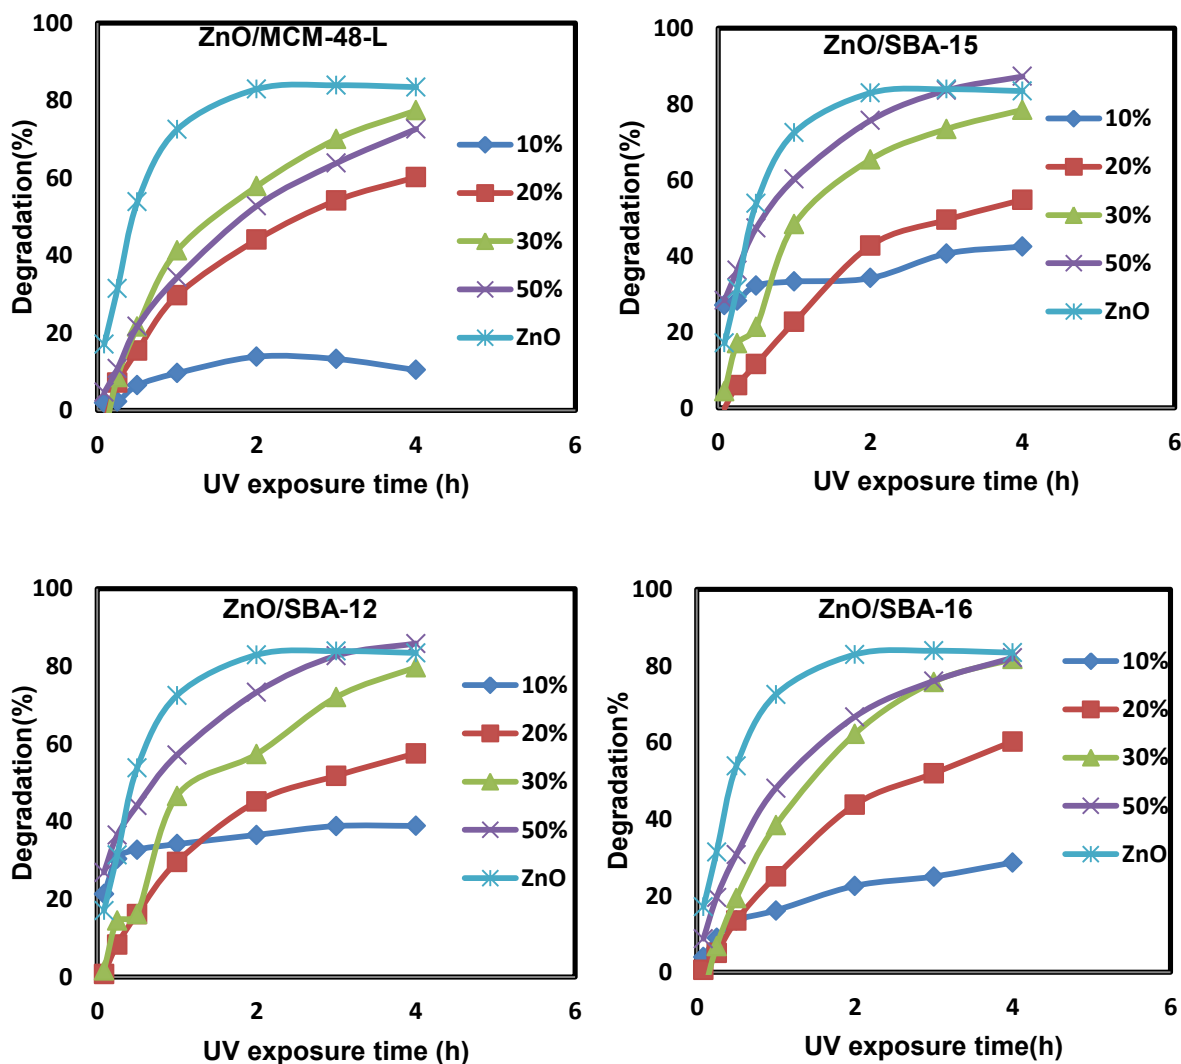 ZnO/MCM-48-L
Degradation(%)
100
80
60
40
20
0
0 2 4 6
UV exposure time (h)
10%
20%
30%
50%
ZnO
ZnO/SBA-15
Degradation(%)
100
80
60
40
20
0
0 2 4 6
UV exposure time (h)
10%
20%
30%
50%
ZnO
ZnO/SBA-12
Degradation(%)
100
80
60
40
20
0
0 2 4 6
UV exposure time (h)
10%
20%
30%
50%
ZnO
ZnO/SBA-16
Degradation%
100
80
60
40
20
0
0 2 4 6
UV exposure time(h)
10%
20%
30%
50%
ZnO